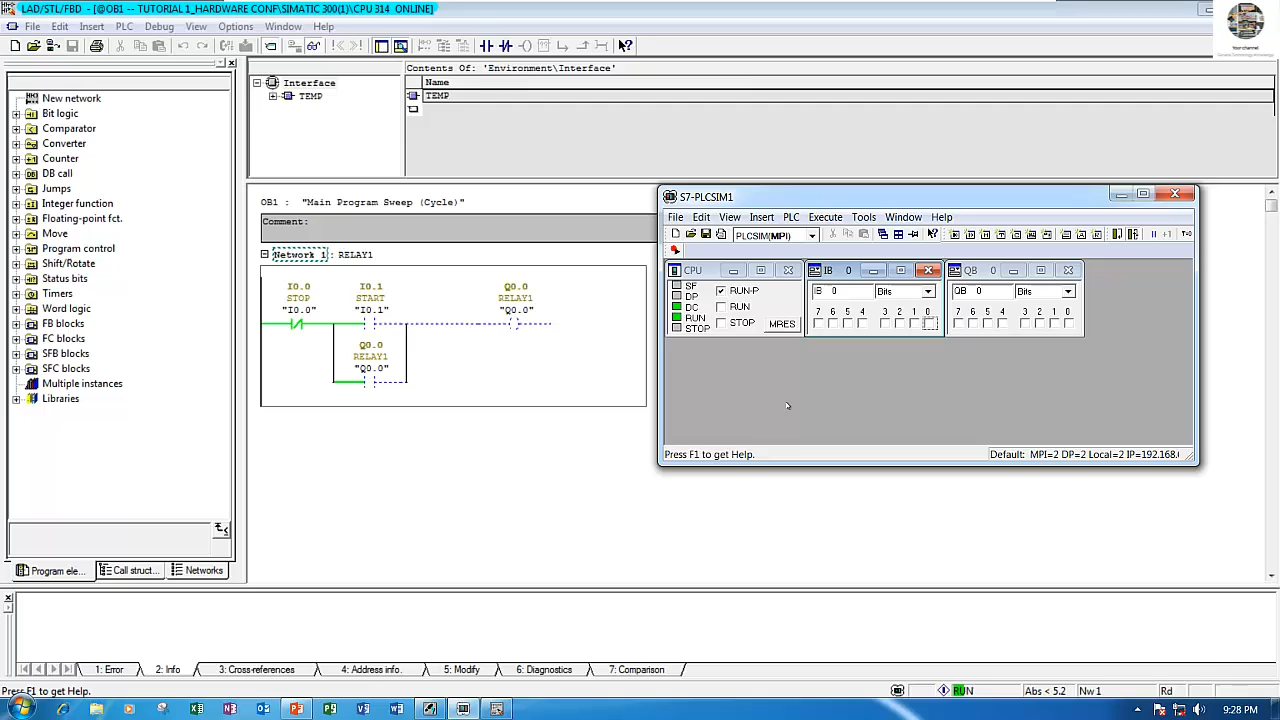 LAD/STL/FBD - [@OB1 -- TUTORIAL 1_HARDWARE CONF\SIMATIC 300(1)\CPU 314 ONLINE]
File Edit Insert PLC Debug View Options Window Help
Your channel
Contents Of: 'Environment\Interface'
Interface
TEMP
Name
TEMP
New network
Bit logic
Comparator
Converter
Counter
DB call
Jumps
Integer function
Floating-point fct.
Move
Program control
Shift/Rotate
Status bits
Timers
Word logic
FB blocks
FC blocks
SFB blocks
SFC blocks
Multiple instances
Libraries
OB1 : "Main Program Sweep (Cycle)"
Comment:
Network 1: RELAY1
I0.0 I0.1 Q0.0
STOP START RELAY1
"I0.0" "I0.1" "Q0.0"
Q0.0
RELAY1
"Q0.0"
S7-PLCSIM1
File Edit View Insert PLC Execute Tools Window Help
PLCSIM(MPI)
CPU
SF
DP
DC
RUN
STOP
RUN-P
RUN
STOP MRES
IB 0
IB 0 Bits
7 6 5 4 3 2 1 0
QB 0
QB 0 Bits
7 6 5 4 3 2 1 0
Press F1 to get Help. Default: MPI=2 DP=2 Local=2 IP=192.168.
Program ele... Call struct... Networks
1: Error 2: Info 3: Cross-references 4: Address info. 5: Modify 6: Diagnostics 7: Comparison
Press F1 to get Help. RUN Abs < 5.2 Nw 1 Rd
9:28 PM